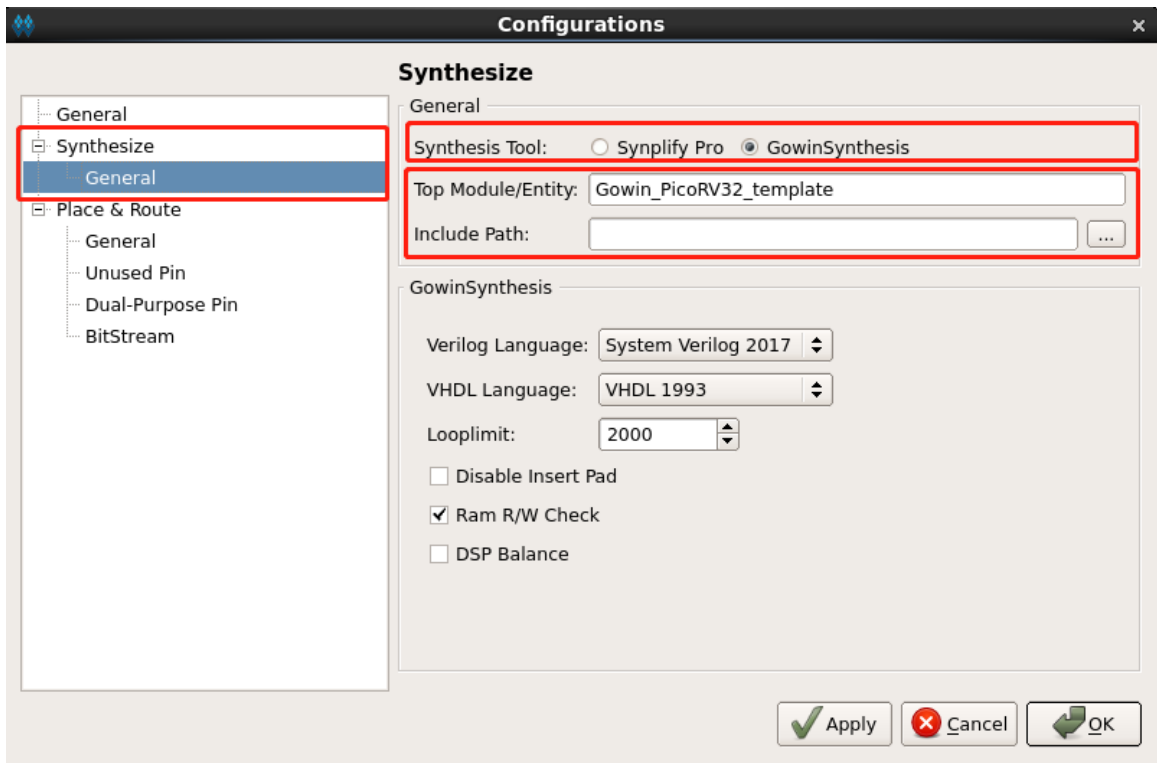 Configurations
Synthesize
General
Synthesize
General
Place & Route
General
Unused Pin
Dual-Purpose Pin
BitStream
General
Synthesis Tool: Synplify Pro GowinSynthesis
Top Module/Entity: Gowin_PicoRV32_template
Include Path: ...
GowinSynthesis
Verilog Language: System Verilog 2017
VHDL Language: VHDL 1993
Looplimit: 2000
Disable Insert Pad
Ram R/W Check
DSP Balance
Apply Cancel OK